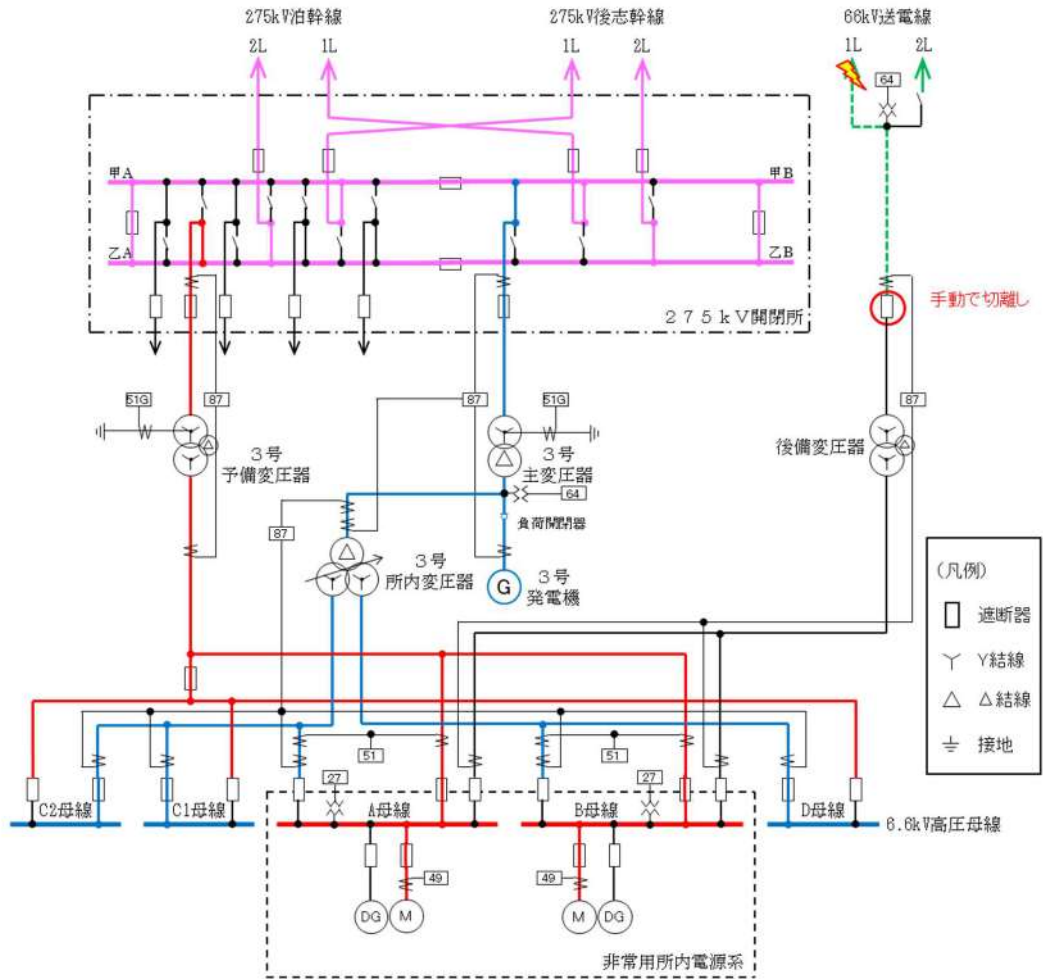 275kV泊幹線 275kV後志幹線 66kV送電線
2L 1L 1L 2L 1L 2L
64
甲A 甲B
乙A 乙B
手動で切離し
275kV開閉所
51G 87 87 51G 87
3号
予備変圧器
3号
主変圧器
後備変圧器
64
負荷開閉器
87
3号
所内変圧器
G
3号
発電機
(凡例)
遮断器
Y結線
△結線
接地
51 51
27 27
C2母線 C1母線 A母線 B母線 D母線
6.6kV高圧母線
49 49
DG M M DG
非常用所内電源系